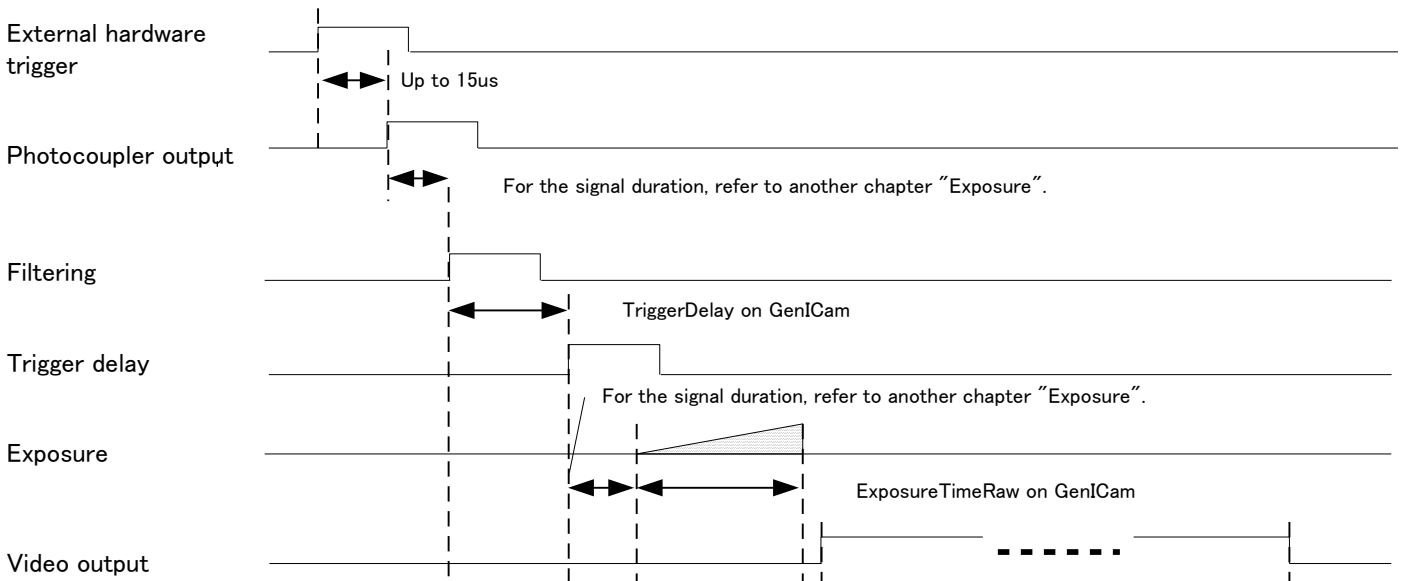 External hardware
trigger
Up to 15us
Photocoupler output
For the signal duration, refer to another chapter "Exposure".
Filtering
TriggerDelay on GenICam
Trigger delay
For the signal duration, refer to another chapter "Exposure".
Exposure
ExposureTimeRaw on GenICam
Video output